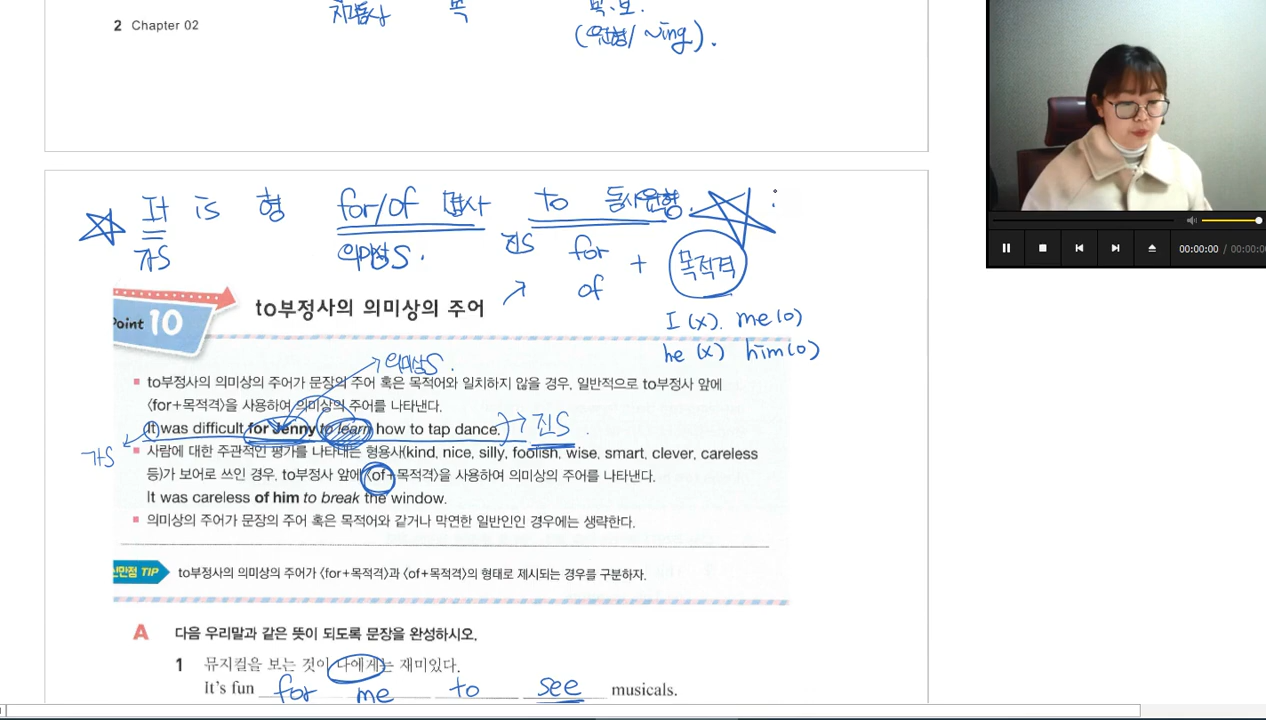 지동상 목 목.보.
2 Chapter 02
(원형/ ~ing).
It is 형 for/of 명사 to 동사원형.
가S 의미상S. 진S for + 목적격
of
I (x). me(o)
he (x) him(o)
Point 10 to부정사의 의미상의 주어
의미상S.
to부정사의 의미상의 주어가 문장의 주어 혹은 목적어와 일치하지 않을 경우, 일반적으로 to부정사 앞에
〈for+목적격〉을 사용하여 의미상의 주어를 나타낸다.
It was difficult for Jenny to learn how to tap dance. → 진S
가S
사람에 대한 주관적인 평가를 나타내는 형용사(kind, nice, silly, foolish, wise, smart, clever, careless
등)가 보어로 쓰인 경우, to부정사 앞에 〈of+목적격〉을 사용하여 의미상의 주어를 나타낸다.
It was careless of him to break the window.
의미상의 주어가 문장의 주어 혹은 목적어와 같거나 막연한 일반인인 경우에는 생략한다.
만점 TIP to부정사의 의미상의 주어가 〈for+목적격〉과 〈of+목적격〉의 형태로 제시되는 경우를 구분하자.
A 다음 우리말과 같은 뜻이 되도록 문장을 완성하시오.
1 뮤지컬을 보는 것이 나에게는 재미있다.
It's fun for me to see musicals.
00:00:00 / 00:00:0